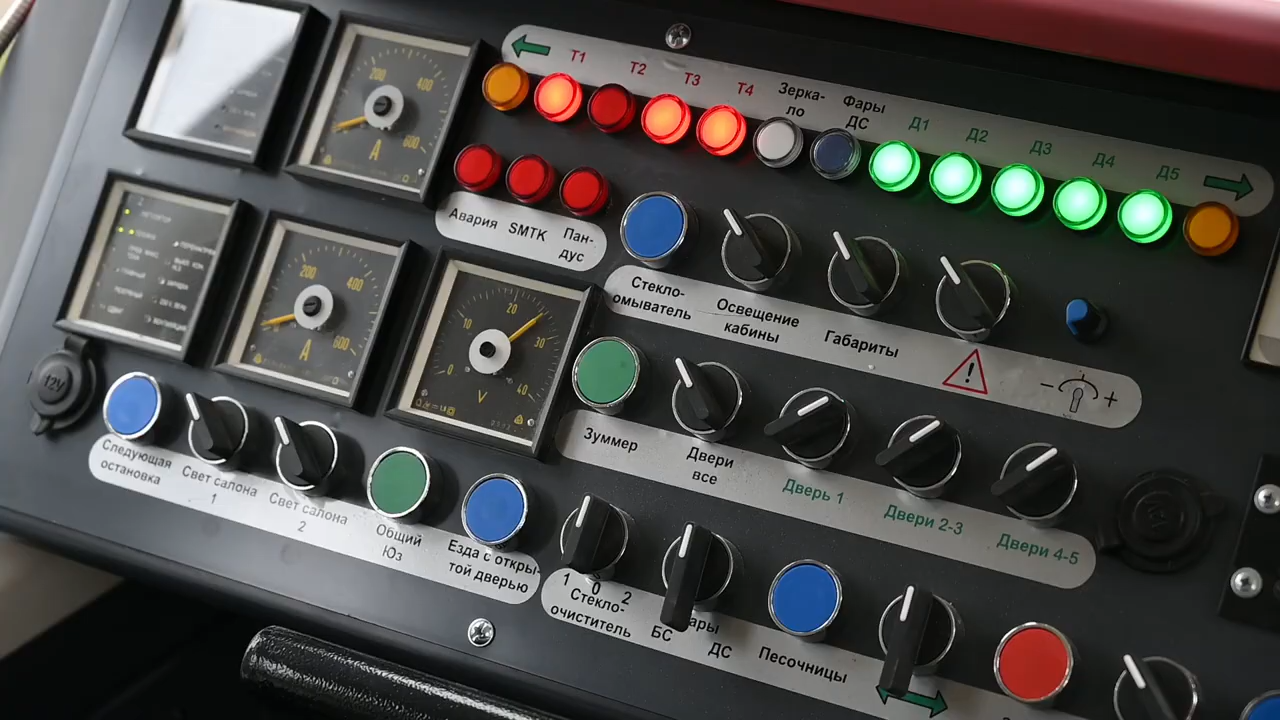 T1
T2
T3
T4
Зерка-
ло
Фары
ДС
Д1
Д2
Д3
Д4
Д5
200
400
600
A
Авария
SMTK
Пан-
дус
Стекло-
омыватель
Освещение
кабины
Габариты
!
- +
200
400
600
A
0
10
20
30
40
V
12V
Зуммер
Двери
все
Дверь 1
Двери 2-3
Двери 4-5
Следующая
остановка
Свет салона
1
Свет салона
2
Общий
Юз
Езда с откры-
той дверью
1 0 2
Стекло-
очиститель
БС
ДС
Песочницы